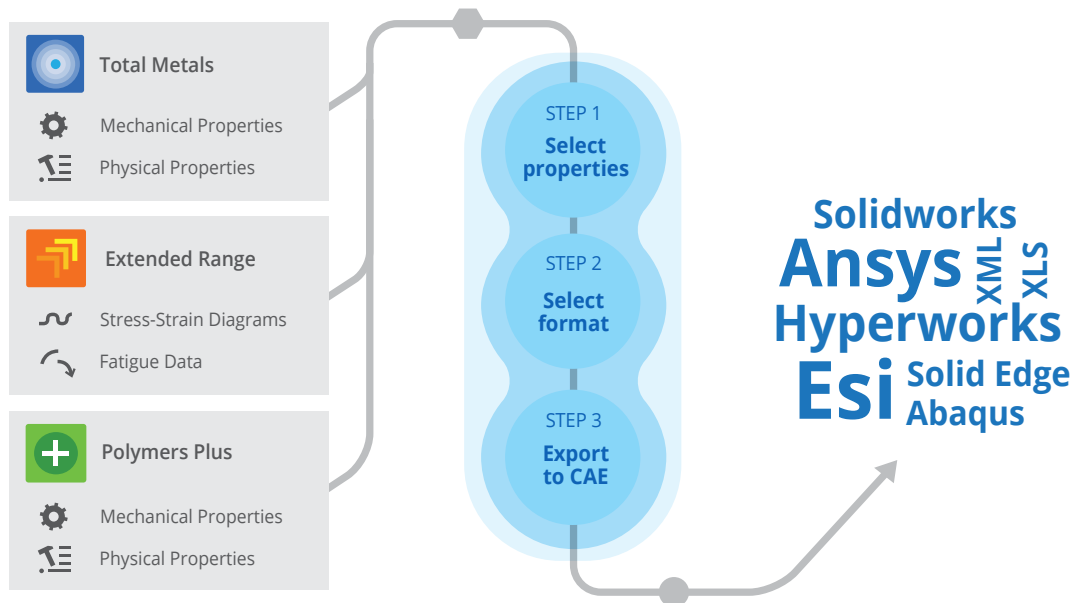 Total Metals
Mechanical Properties
Physical Properties
Extended Range
Stress-Strain Diagrams
Fatigue Data
Polymers Plus
Mechanical Properties
Physical Properties
STEP 1
Select
properties
STEP 2
Select
format
STEP 3
Export
to CAE
Solidworks
Ansys
XML
XLS
Hyperworks
Esi
Solid Edge
Abaqus